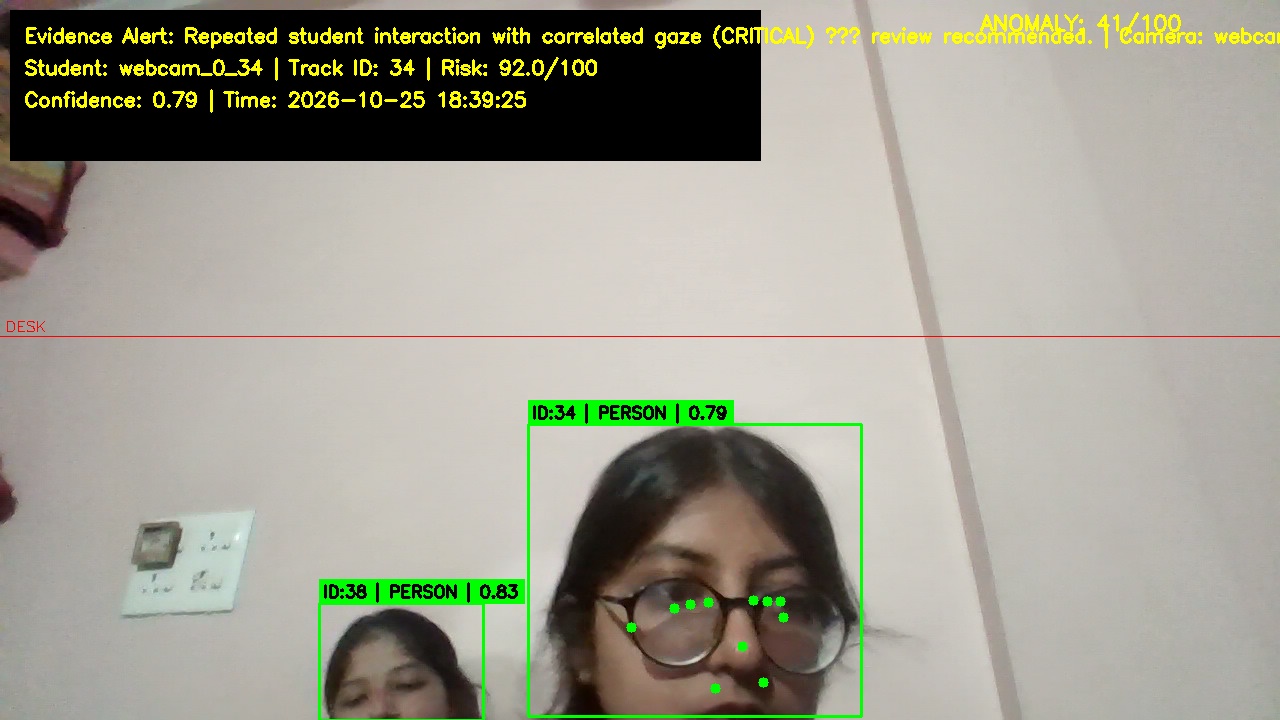 Evidence Alert: Repeated student interaction with correlated gaze (CRITICAL) ??? review recommended. | Camera: webcam
ANOMALY: 41/100
Student: webcam_0_34 | Track ID: 34 | Risk: 92.0/100
Confidence: 0.79 | Time: 2026-10-25 18:39:25
DESK
ID:34 | PERSON | 0.79
ID:38 | PERSON | 0.83